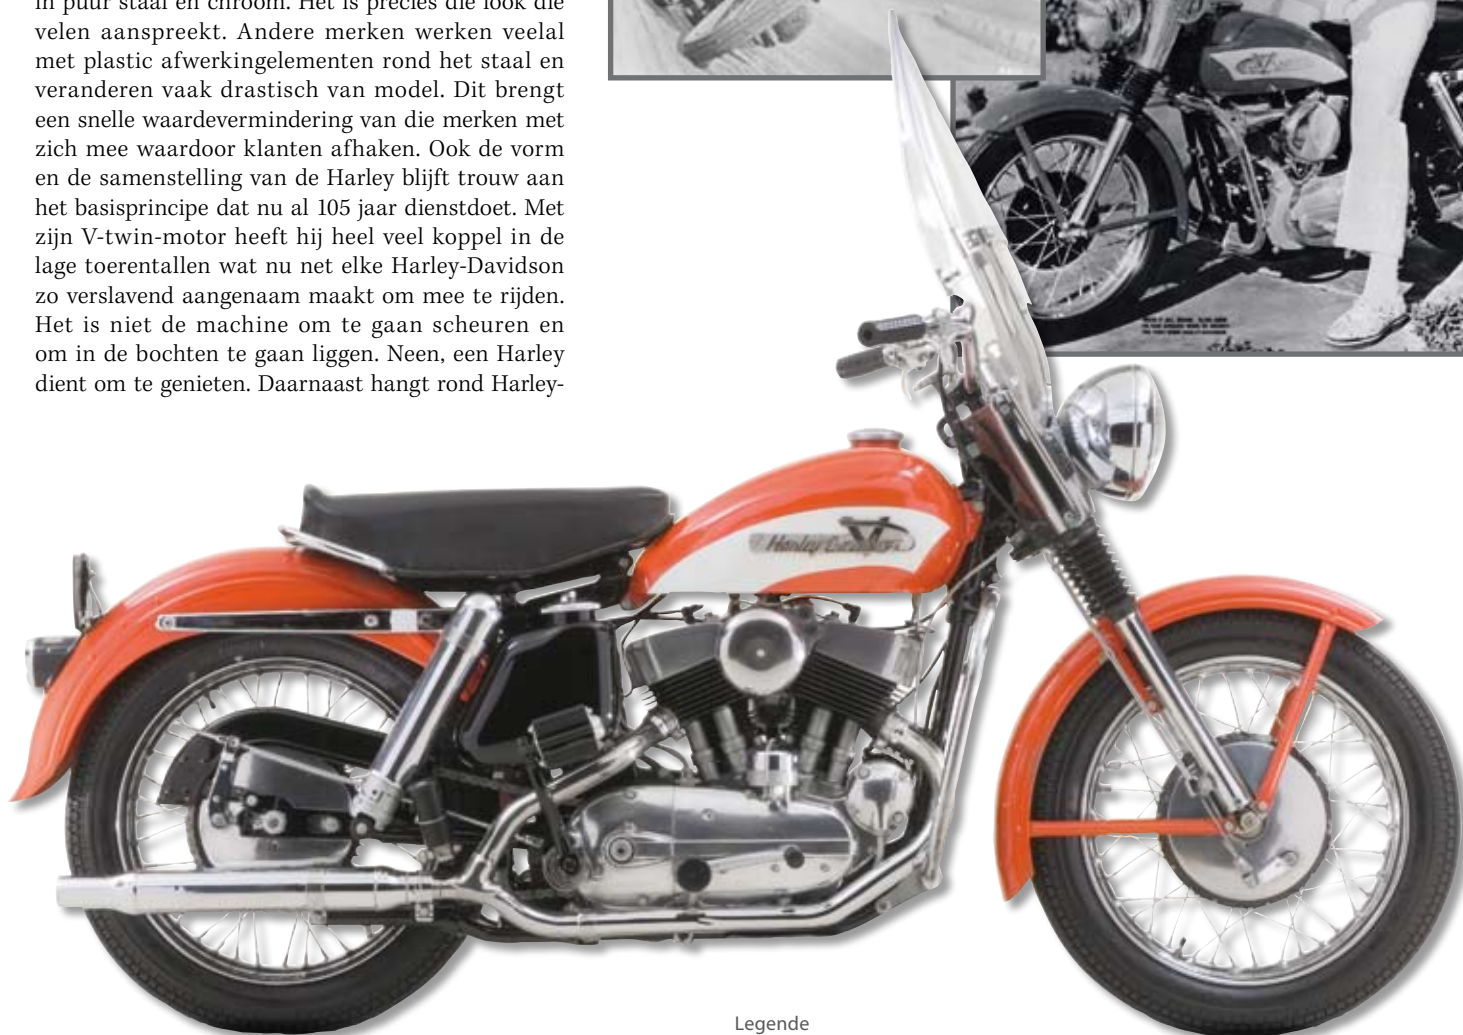 in puur staal en chroom. Het is precies die look die
velen aanspreekt. Andere merken werken veelal
met plastic afwerkingelementen rond het staal en
veranderen vaak drastisch van model. Dit brengt
een snelle waardevermindering van die merken met
zich mee waardoor klanten afhaken. Ook de vorm
en de samenstelling van de Harley blijft trouw aan
het basisprincipe dat nu al 105 jaar dienstdoet. Met
zijn V-twin-motor heeft hij heel veel koppel in de
lage toerentallen wat nu net elke Harley-Davidson
zo verslavend aangenaam maakt om mee te rijden.
Het is niet de machine om te gaan scheuren en
om in de bochten te gaan liggen. Neen, een Harley
dient om te genieten. Daarnaast hangt rond Harley-
Harley-Davidson
Legende